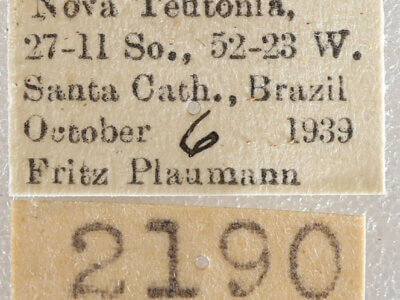 Nova Teutonia,
27-11 So., 52-23 W.
Santa Cath., Brazil
October 6 1939
Fritz Plaumann
2190